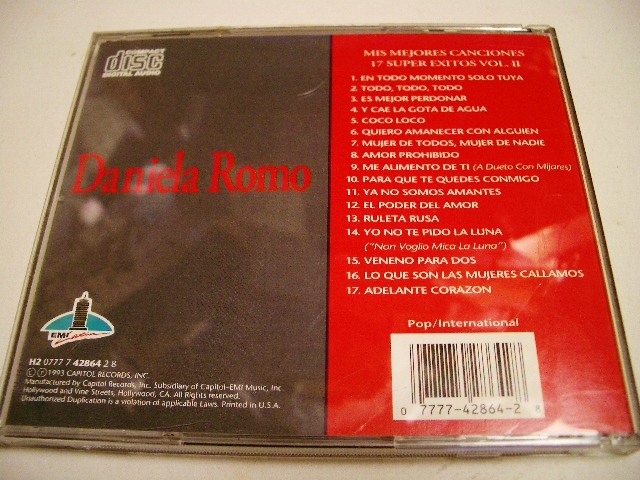 COMPACT
disc
DIGITAL AUDIO
Daniela Romo
MIS MEJORES CANCIONES
17 SUPER EXITOS VOL. II
1. EN TODO MOMENTO SOLO TUYA
2. TODO, TODO, TODO
3. ES MEJOR PERDONAR
4. Y CAE LA GOTA DE AGUA
5. COCO LOCO
6. QUIERO AMANECER CON ALGUIEN
7. MUJER DE TODOS, MUJER DE NADIE
8. AMOR PROHIBIDO
9. ME ALIMENTO DE TI (A Dueto Con Mijares)
10. PARA QUE TE QUEDES CONMIGO
11. YA NO SOMOS AMANTES
12. EL PODER DEL AMOR
13. RULETA RUSA
14. YO NO TE PIDO LA LUNA
("Non Voglio Mica La Luna")
15. VENENO PARA DOS
16. LO QUE SON LAS MUJERES CALLAMOS
17. ADELANTE CORAZON
EMI Latin
H2 0777 7 42864 2 8
© ℗ 1993 CAPITOL RECORDS, INC.
Manufactured by Capitol Records, Inc. Subsidiary of Capitol-EMI Music, Inc.
Hollywood and Vine Streets, Hollywood, CA. All Rights reserved.
Unauthorized Duplication is a violation of applicable Laws. Printed in U.S.A.
Pop/International
0 7777-42864-2 8